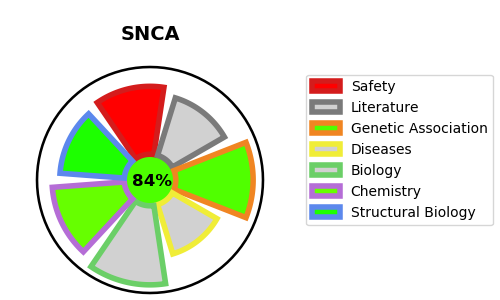 SNCA
84%
Safety
Literature
Genetic Association
Diseases
Biology
Chemistry
Structural Biology